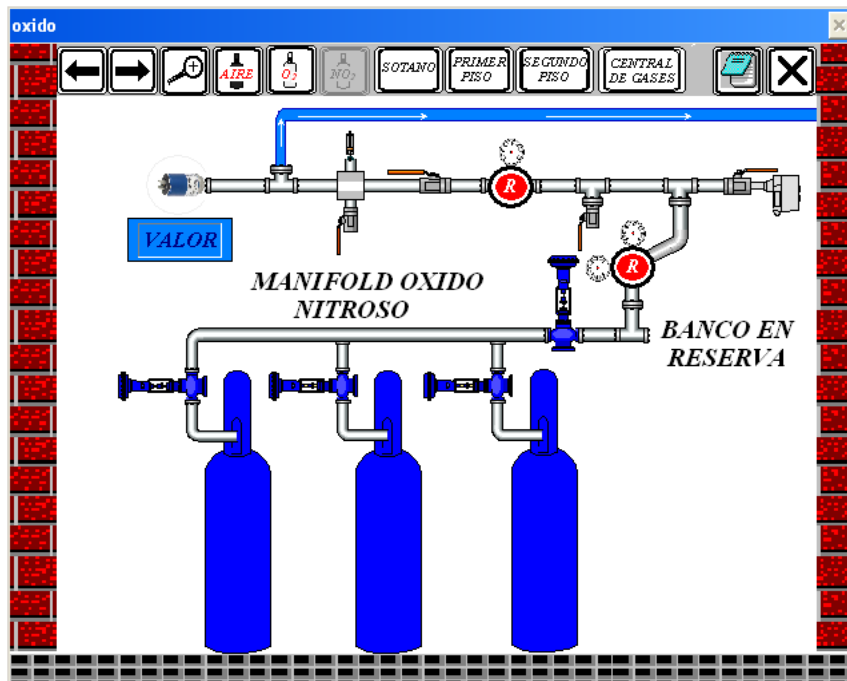 oxido
AIRE
O₂
NO₂
SOTANO
PRIMER
PISO
SEGUNDO
PISO
CENTRAL
DE GASES
R
VALOR
R
MANIFOLD OXIDO
NITROSO
BANCO EN
RESERVA